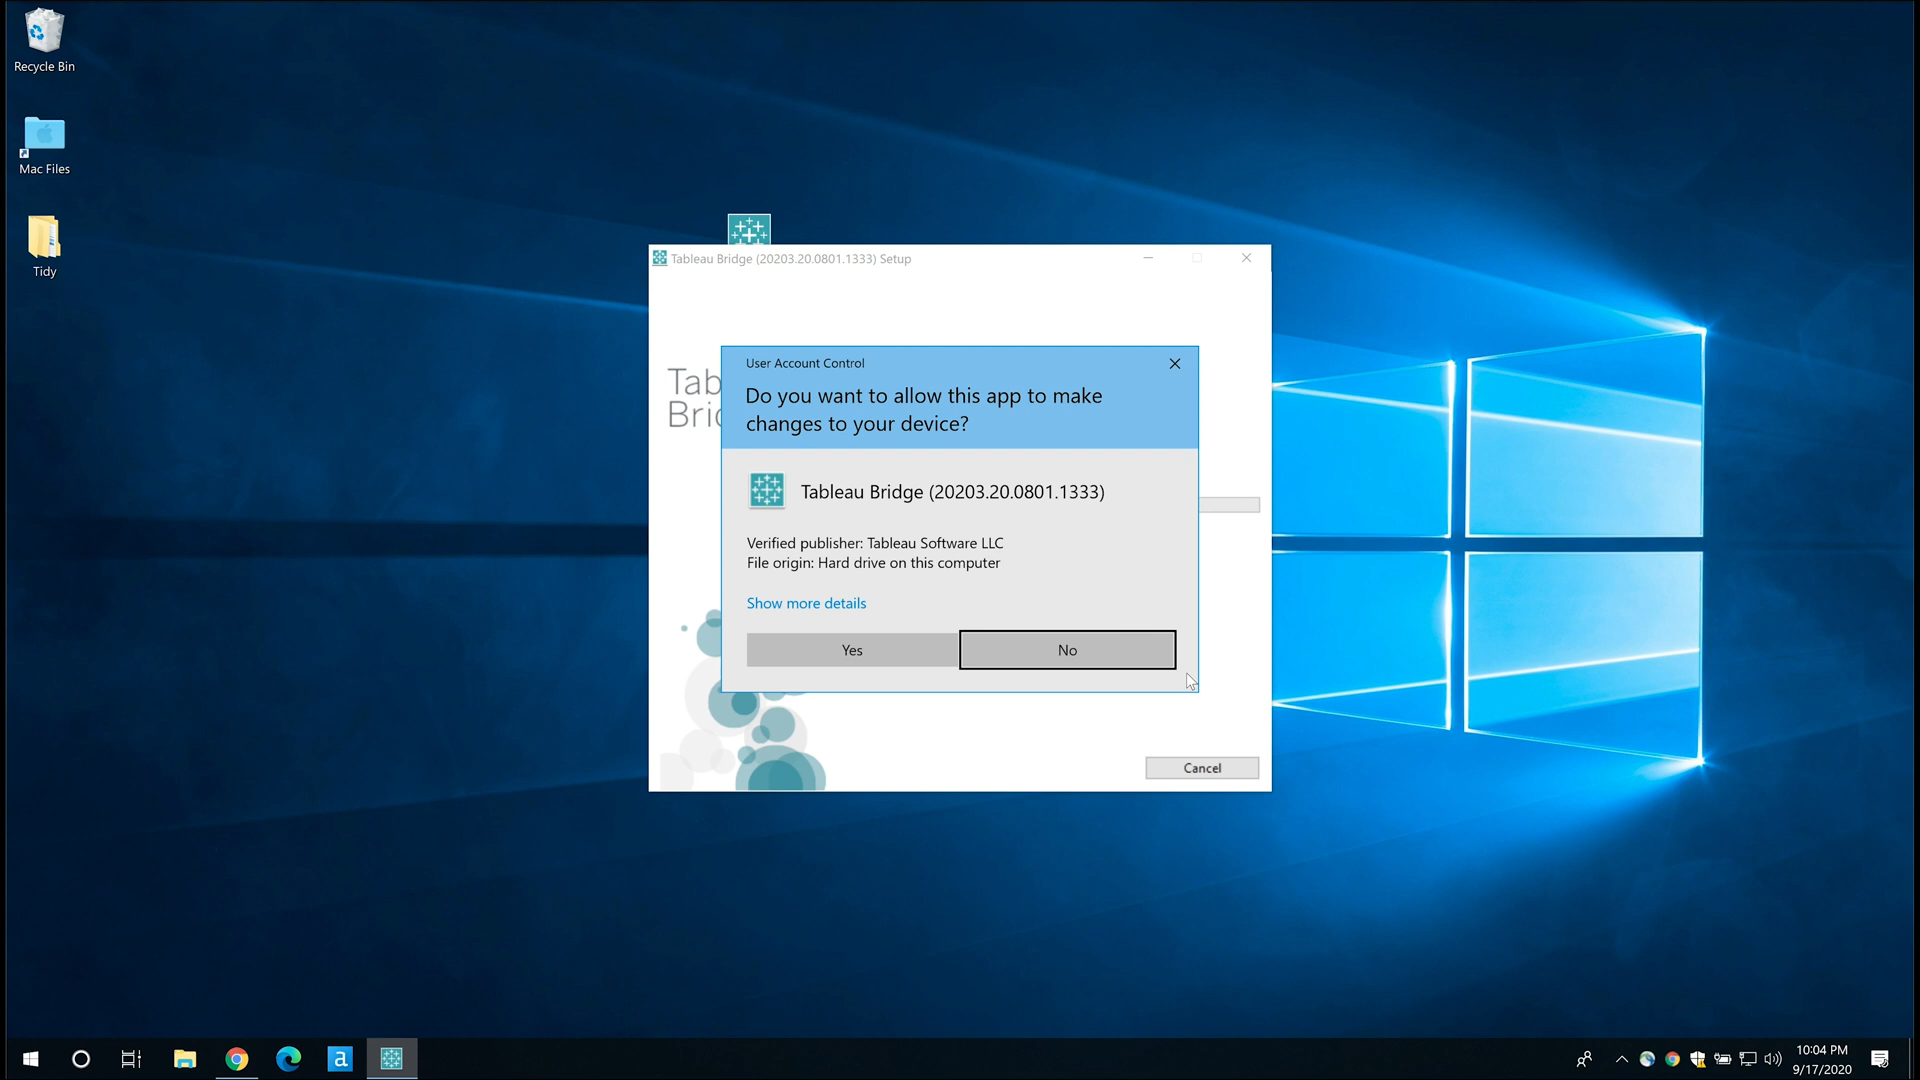 Recycle Bin
Mac Files
Tidy
Tableau Bridge (20203.20.0801.1333) Setup
Tab
Bri
User Account Control
Do you want to allow this app to make
changes to your device?
Tableau Bridge (20203.20.0801.1333)
Verified publisher: Tableau Software LLC
File origin: Hard drive on this computer
Show more details
Yes
No
Cancel
a
10:04 PM
9/17/2020